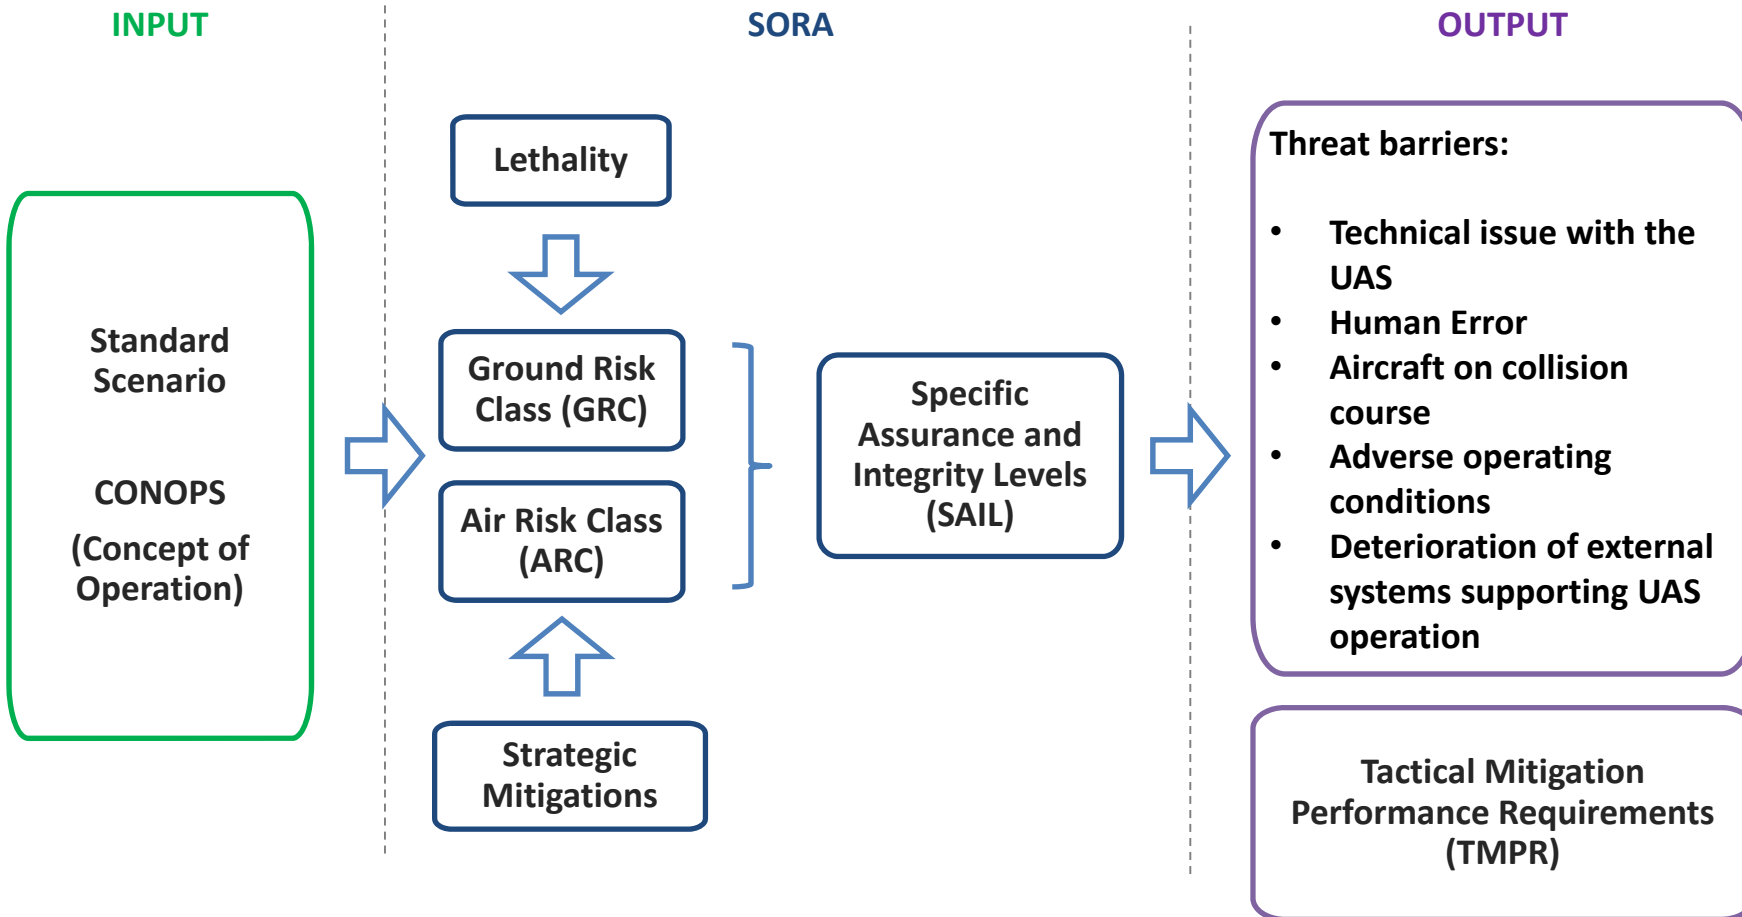 INPUT
SORA
OUTPUT
Standard
Scenario
CONOPS
(Concept of
Operation)
Lethality
Ground Risk
Class (GRC)
Air Risk Class
(ARC)
Strategic
Mitigations
Specific
Assurance and
Integrity Levels
(SAIL)
Threat barriers:
• Technical issue with the
UAS
• Human Error
• Aircraft on collision
course
• Adverse operating
conditions
• Deterioration of external
systems supporting UAS
operation
Tactical Mitigation
Performance Requirements
(TMPR)